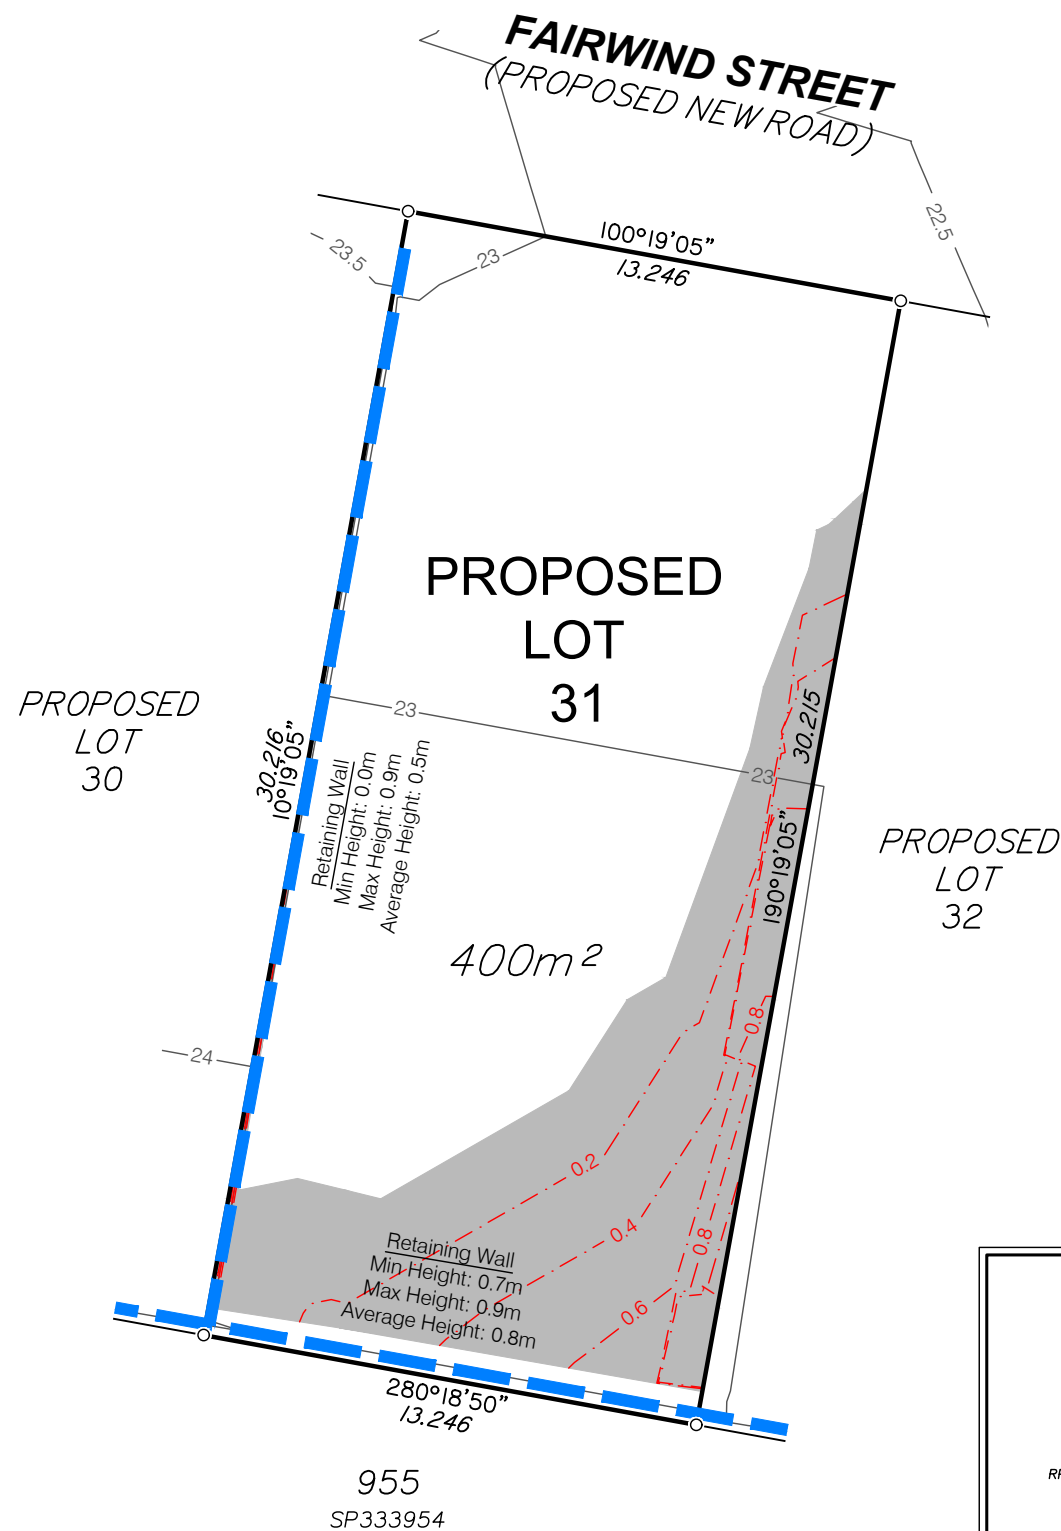 FAIRWIND STREET
(PROPOSED NEW ROAD)
22.5
100°19'05"
13.246
23.5
23
PROPOSED
LOT
31
PROPOSED
LOT
30
30.216
10°19'05"
23
23
30.215
190°19'05"
Retaining Wall
Min Height: 0.0m
Max Height: 0.9m
Average Height: 0.5m
PROPOSED
LOT
32
400m²
24
0.8
0.2
0.4
0.8
1
0.6
Retaining Wall
Min Height: 0.7m
Max Height: 0.9m
Average Height: 0.8m
280°18'50"
13.246
955
SP333954